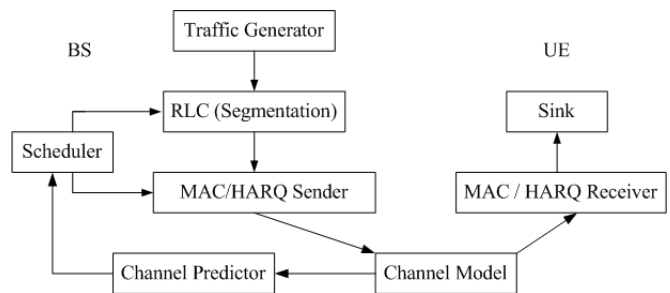 Traffic Generator
BS
UE
RLC (Segmentation)
Sink
Scheduler
MAC/HARQ Sender
MAC / HARQ Receiver
Channel Predictor
Channel Model